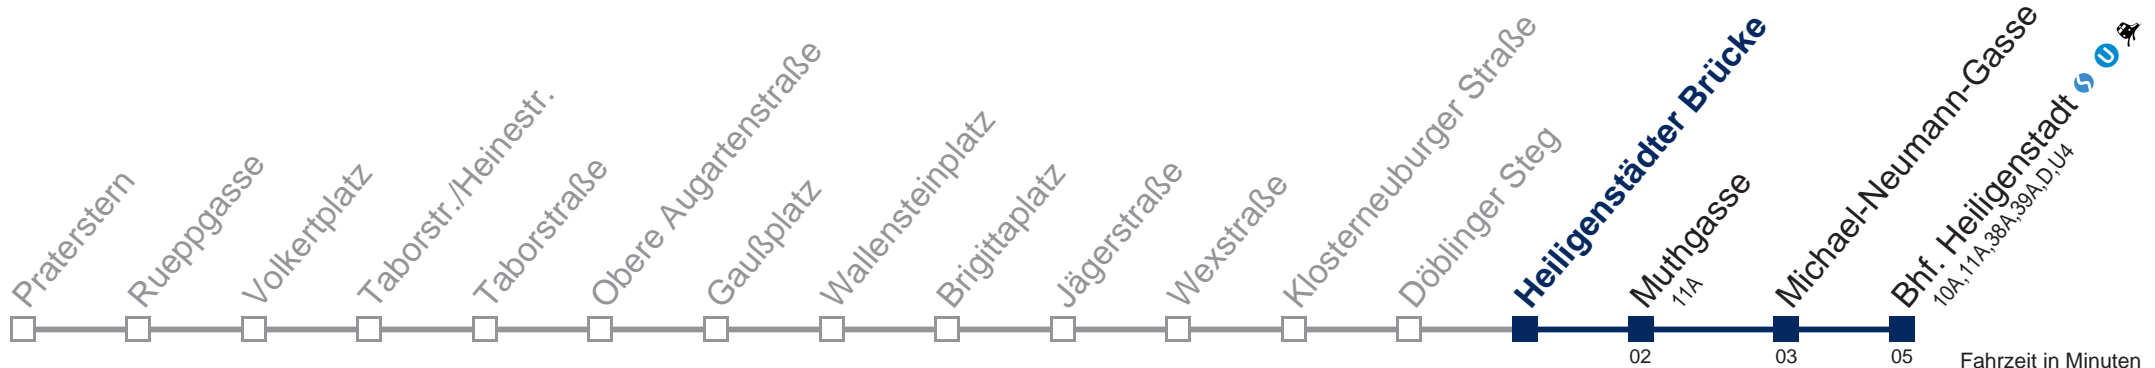 Praterstern
Rueppgasse
Volkertplatz
Taborstr./Heinestr.
Taborstraße
Obere Augartenstraße
Gaußplatz
Wallensteinplatz
Brigittaplatz
Jägerstraße
Wexstraße
Klosterneuburger Straße
Döblinger Steg
Heiligenstädter Brücke
Muthgasse
11A
Michael-Neumann-Gasse
Bhf. Heiligenstadt S U
10A,11A,38A,39A,D,U4
02
03
05
Fahrzeit in Minuten